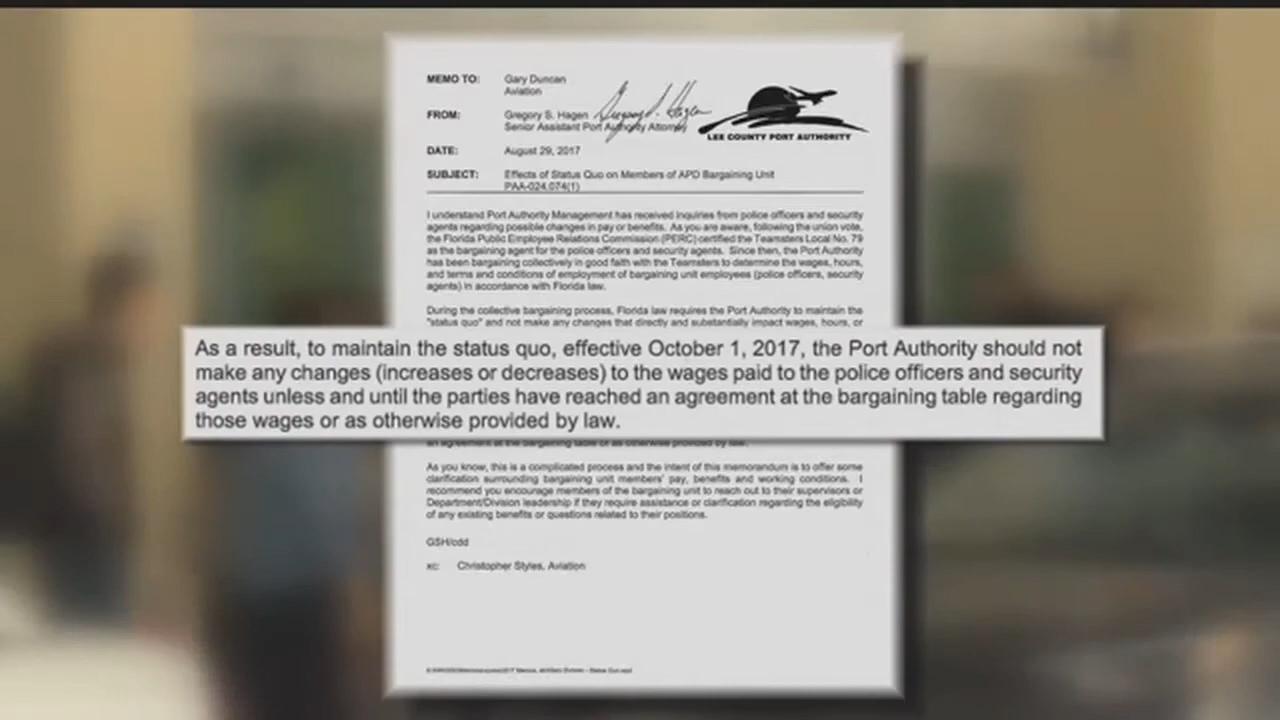 MEMO TO: Gary Duncan
Aviation
FROM: Gregory S. Hagen
Senior Assistant Port Authority Attorney
LEE COUNTY PORT AUTHORITY
DATE: August 29, 2017
SUBJECT: Effects of Status Quo on Members of APD Bargaining Unit
PAA-024.074(1)
I understand Port Authority Management has received inquiries from police officers and security
agents regarding possible changes in pay or benefits. As you are aware, following the union vote,
the Florida Public Employee Relations Commission (PERC) certified the Teamsters Local No. 79
as the bargaining agent for the police officers and security agents. Since then, the Port Authority
has been bargaining collectively in good faith with the Teamsters to determine the wages, hours,
and terms and conditions of employment of bargaining unit employees (police officers, security
agents) in accordance with Florida law.
During the collective bargaining process, Florida law requires the Port Authority to maintain the
"status quo" and not make any changes that directly and substantially impact wages, hours, or
As a result, to maintain the status quo, effective October 1, 2017, the Port Authority should not
make any changes (increases or decreases) to the wages paid to the police officers and security
agents unless and until the parties have reached an agreement at the bargaining table regarding
those wages or as otherwise provided by law.
an agreement at the bargaining table or as otherwise provided by law.
As you know, this is a complicated process and the intent of this memorandum is to offer some
clarification surrounding bargaining unit members' pay, benefits and working conditions. I
recommend you encourage members of the bargaining unit to reach out to their supervisors or
Department/Division leadership if they require assistance or clarification regarding the eligibility
of any existing benefits or questions related to their positions.
GSH/cdd
xc: Christopher Styles, Aviation